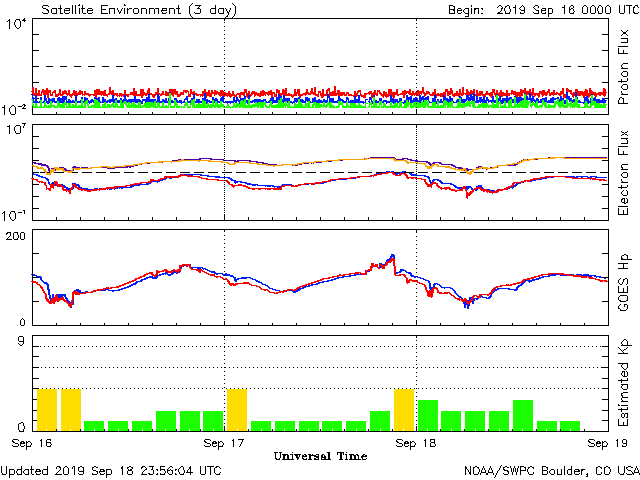 Satellite Environment (3 day)
Begin: 2019 Sep 16 0000 UTC
10^4
10^-2
Proton Flux
10^7
10^-1
Electron Flux
200
0
GOES Hp
9
0
Estimated Kp
Sep 16 Sep 17 Sep 18 Sep 19
Universal Time
Updated 2019 Sep 18 23:56:04 UTC
NOAA/SWPC Boulder, CO USA